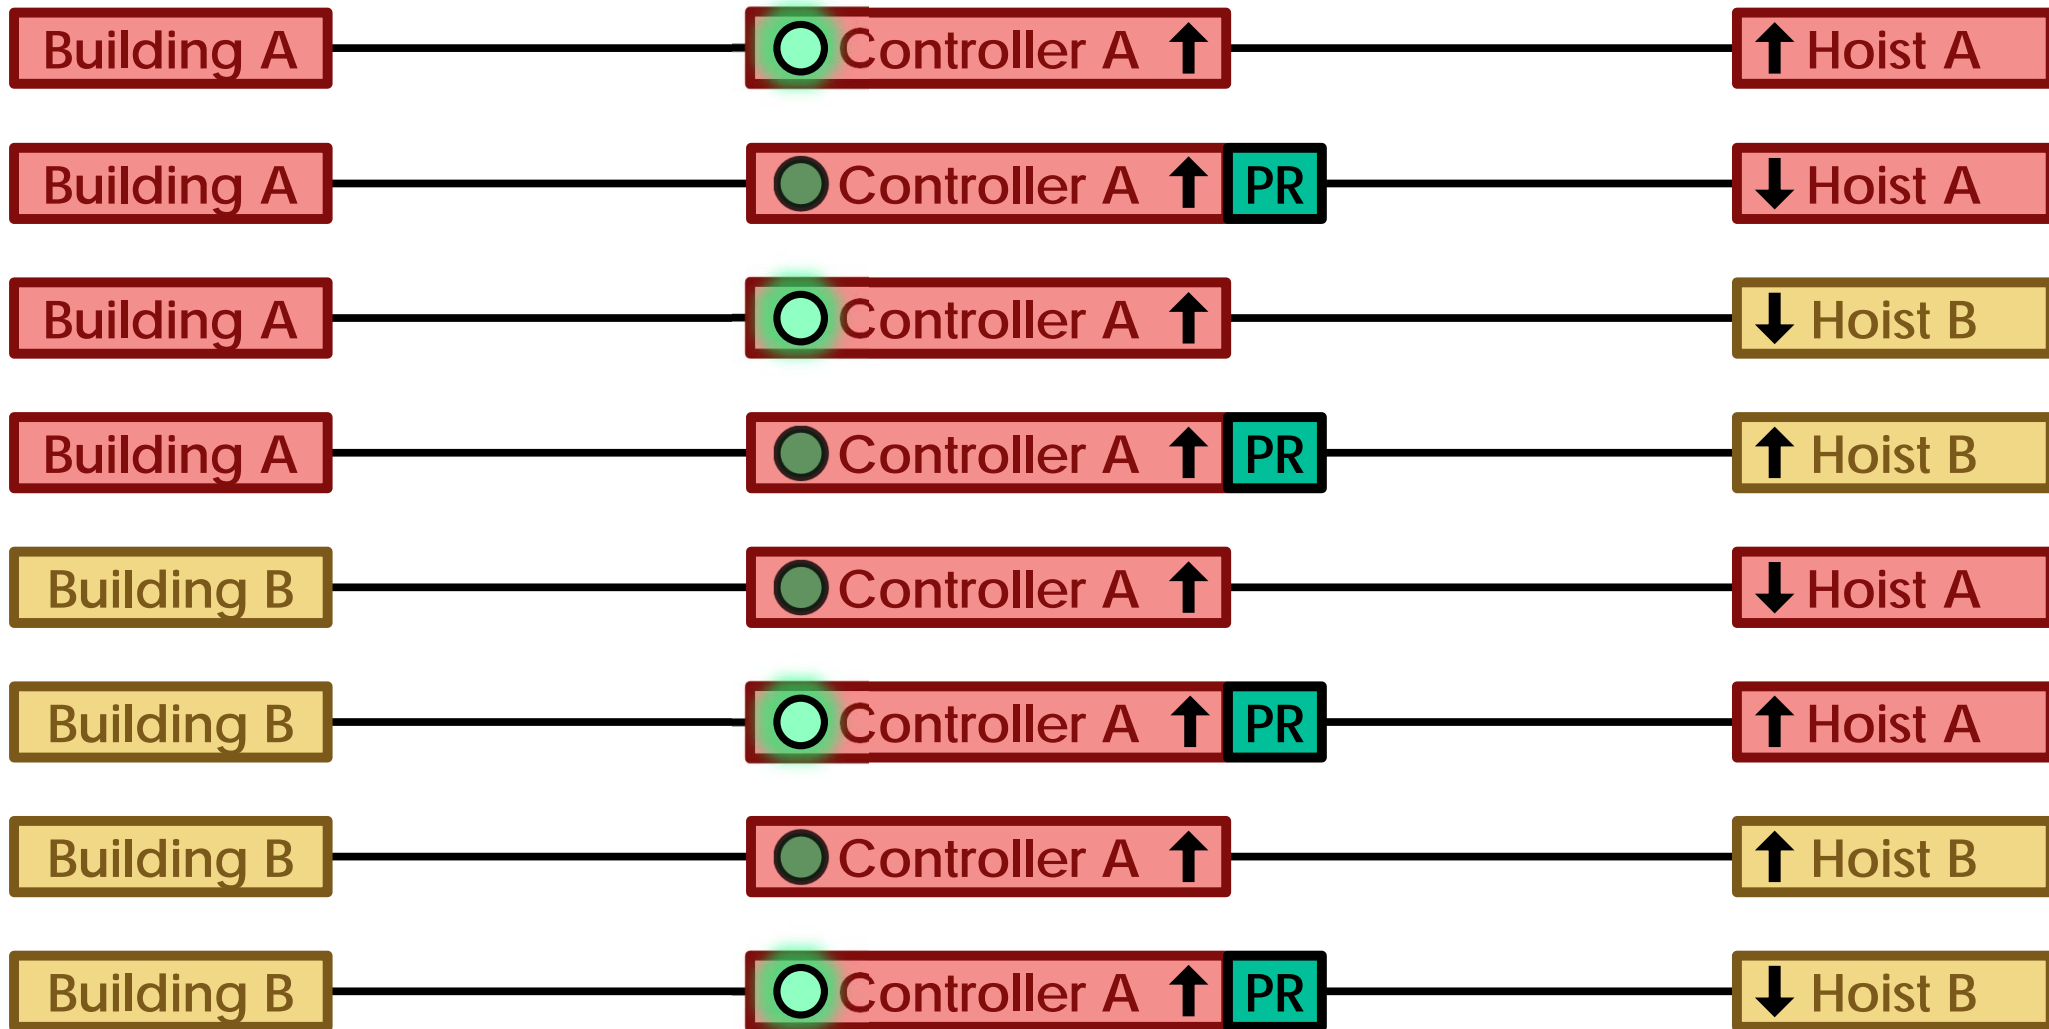 Building A Controller A ↑ ↑ Hoist A
Building A Controller A ↑ PR ↓ Hoist A
Building A Controller A ↑ ↓ Hoist B
Building A Controller A ↑ PR ↑ Hoist B
Building B Controller A ↑ ↓ Hoist A
Building B Controller A ↑ PR ↑ Hoist A
Building B Controller A ↑ ↑ Hoist B
Building B Controller A ↑ PR ↓ Hoist B